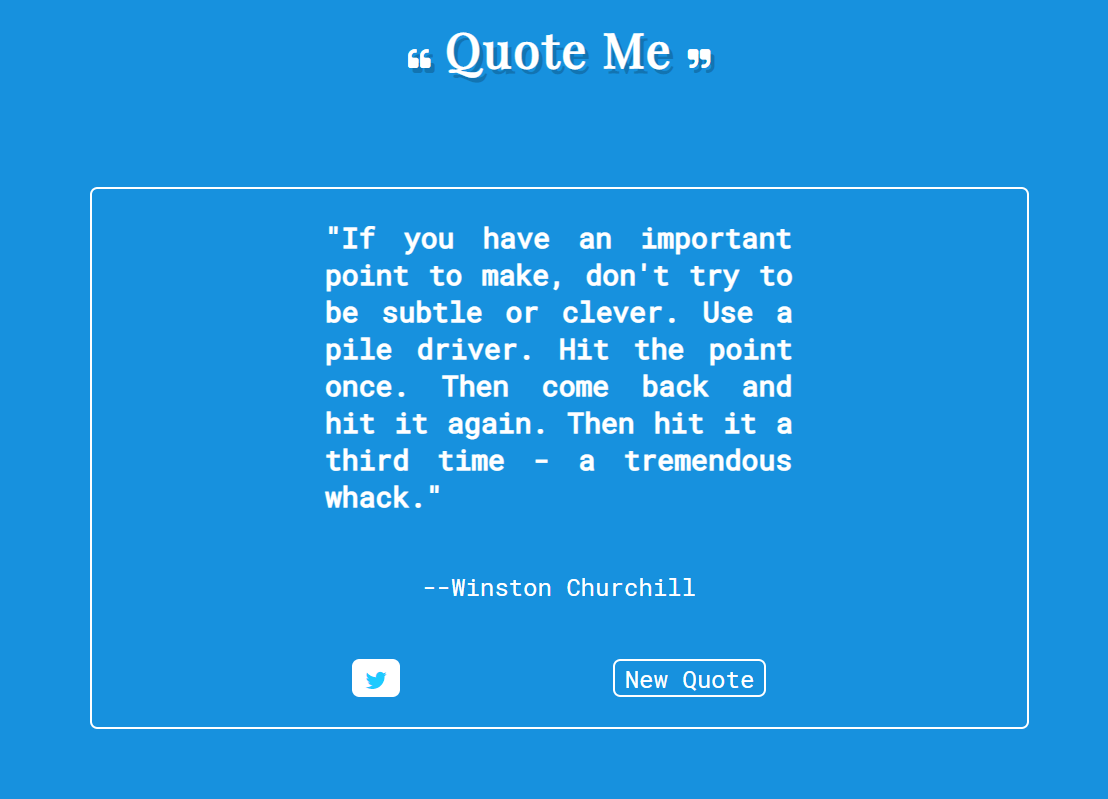 ❝ Quote Me ❞
"If you have an important
point to make, don't try to
be subtle or clever. Use a
pile driver. Hit the point
once. Then come back and
hit it again. Then hit it a
third time - a tremendous
whack."
--Winston Churchill
New Quote